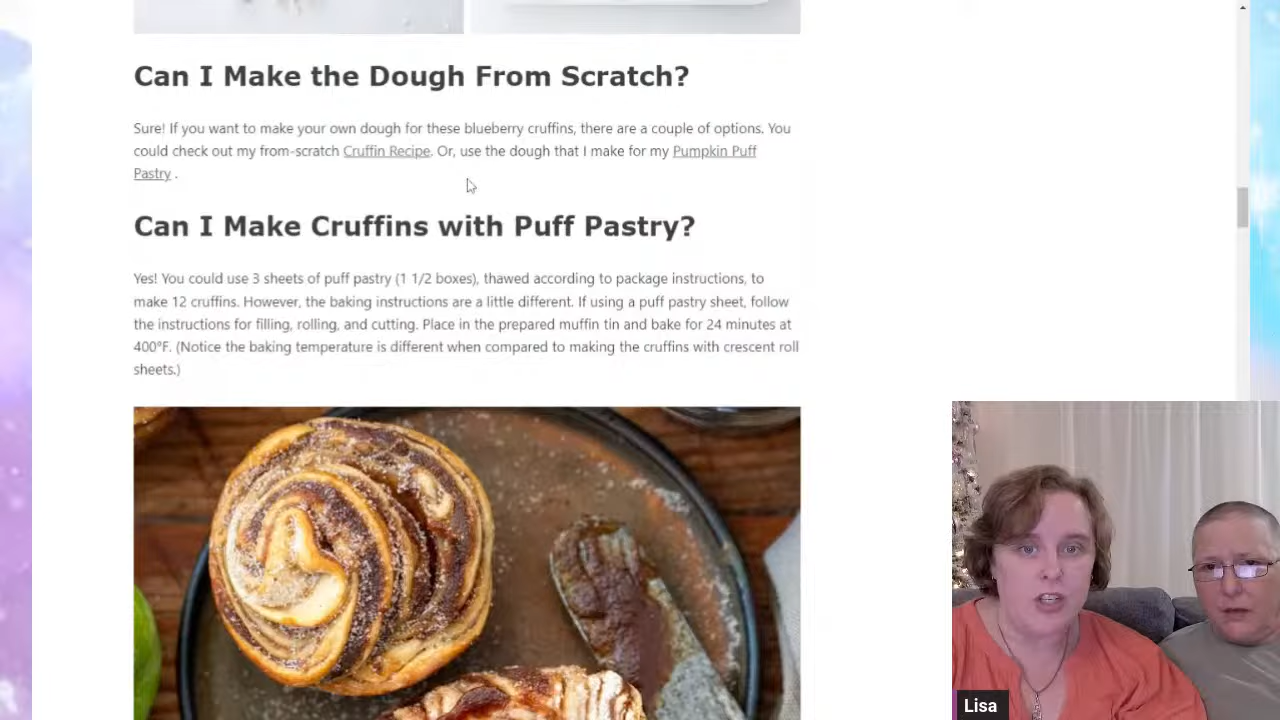 Can I Make the Dough From Scratch?
Sure! If you want to make your own dough for these blueberry cruffins, there are a couple of options. You
could check out my from-scratch Cruffin Recipe. Or, use the dough that I make for my Pumpkin Puff
Pastry .
Can I Make Cruffins with Puff Pastry?
Yes! You could use 3 sheets of puff pastry (1 1/2 boxes), thawed according to package instructions, to
make 12 cruffins. However, the baking instructions are a little different. If using a puff pastry sheet, follow
the instructions for filling, rolling, and cutting. Place in the prepared muffin tin and bake for 24 minutes at
400°F. (Notice the baking temperature is different when compared to making the cruffins with crescent roll
sheets.)
Lisa